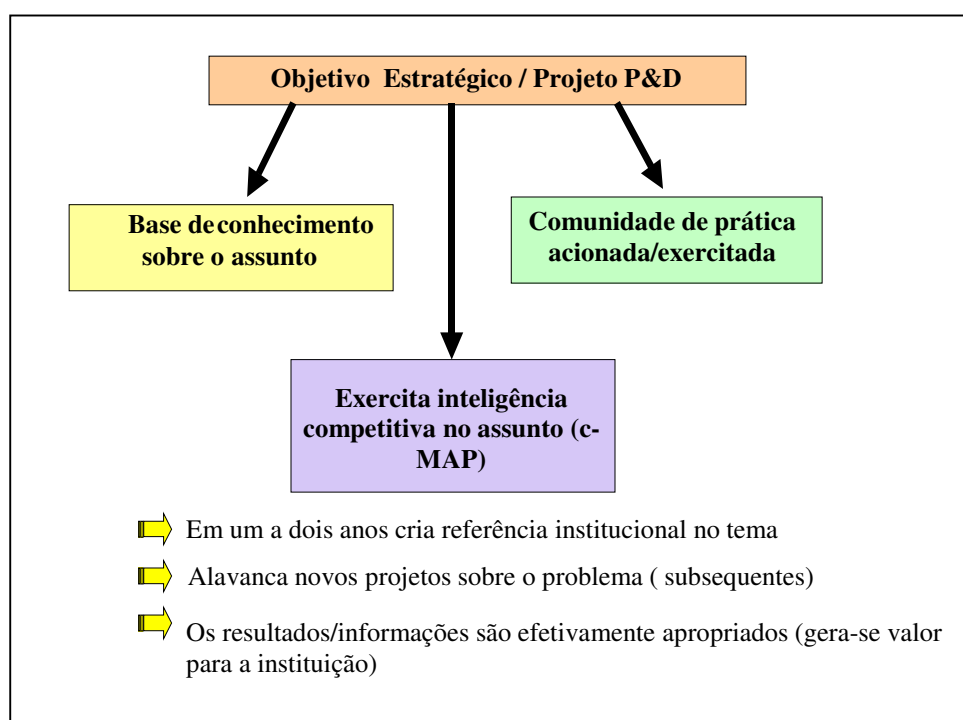 Objetivo Estratégico / Projeto P&D
Base de conhecimento
sobre o assunto
Comunidade de prática
acionada/exercitada
Exercita inteligência
competitiva no assunto (c-
MAP)
Em um a dois anos cria referência institucional no tema
Alavanca novos projetos sobre o problema ( subsequentes)
Os resultados/informações são efetivamente apropriados (gera-se valor
para a instituição)